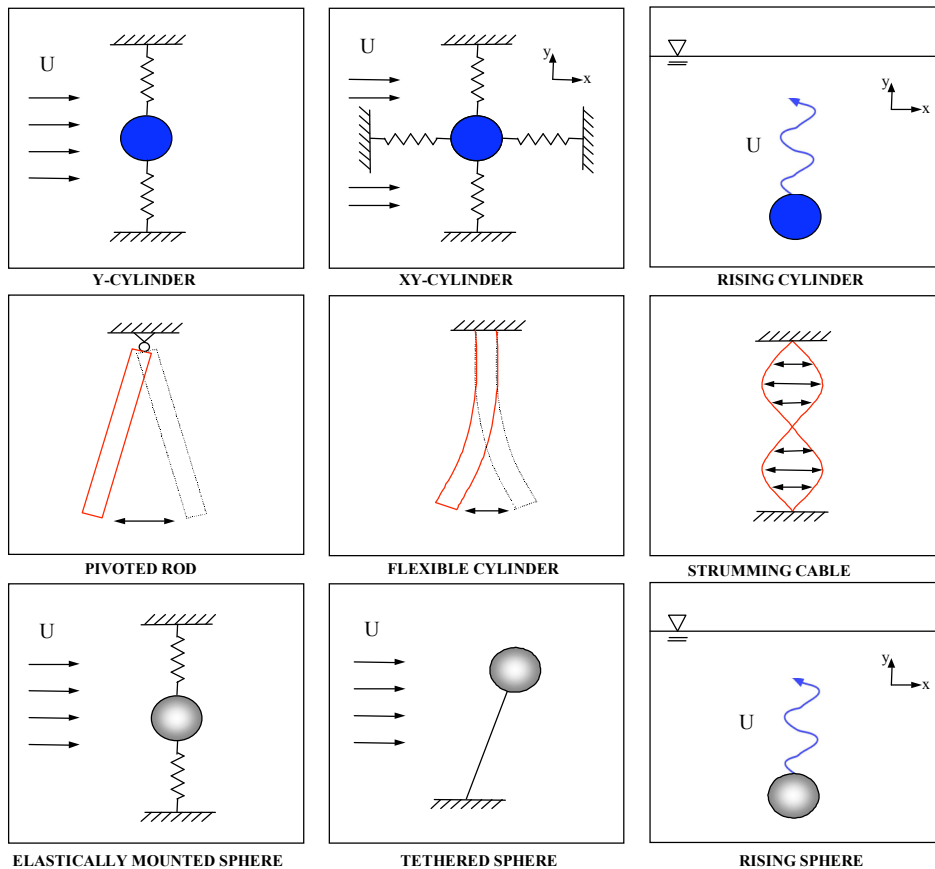 U
Y-CYLINDER
U
y
x
XY-CYLINDER
y
x
U
RISING CYLINDER
PIVOTED ROD
FLEXIBLE CYLINDER
STRUMMING CABLE
U
ELASTICALLY MOUNTED SPHERE
U
TETHERED SPHERE
y
x
U
RISING SPHERE